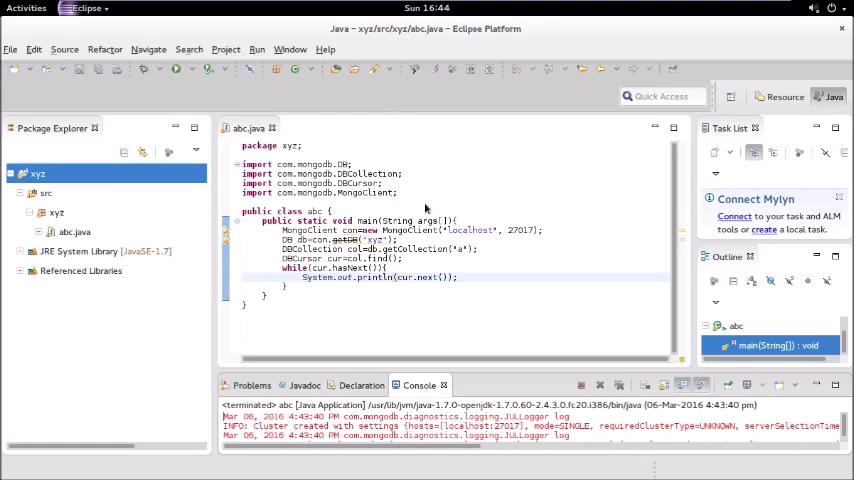 Activities
Eclipse
Sun 16:44
Java – xyz/src/xyz/abc.java – Eclipse Platform
File Edit Source Refactor Navigate Search Project Run Window Help
Quick Access
Resource
Java
Package Explorer
xyz
src
xyz
abc.java
JRE System Library [JavaSE-1.7]
Referenced Libraries
abc.java
package xyz;
import com.mongodb.DB;
import com.mongodb.DBCollection;
import com.mongodb.DBCursor;
import com.mongodb.MongoClient;
public class abc {
public static void main(String args[]){
MongoClient con=new MongoClient("localhost", 27017);
DB db=con.getDB("xyz");
DBCollection col=db.getCollection("a");
DBCursor cur=col.find();
while(cur.hasNext()){
System.out.println(cur.next());
}
}
}
Task List
Connect Mylyn
Connect to your task and ALM
tools or create a local task.
Outline
abc
main(String[]) : void
Problems
Javadoc
Declaration
Console
<terminated> abc [Java Application] /usr/lib/jvm/java-1.7.0-openjdk-1.7.0.60-2.4.3.0.fc20.i386/bin/java (06-Mar-2016 4:43:40 PM)
Mar 06, 2016 4:43:40 PM com.mongodb.diagnostics.logging.JULLogger log
INFO: Cluster created with settings {hosts=[localhost:27017], mode=SINGLE, requiredClusterType=UNKNOWN, serverSelectionTime
Mar 06, 2016 4:43:40 PM com.mongodb.diagnostics.logging.JULLogger log